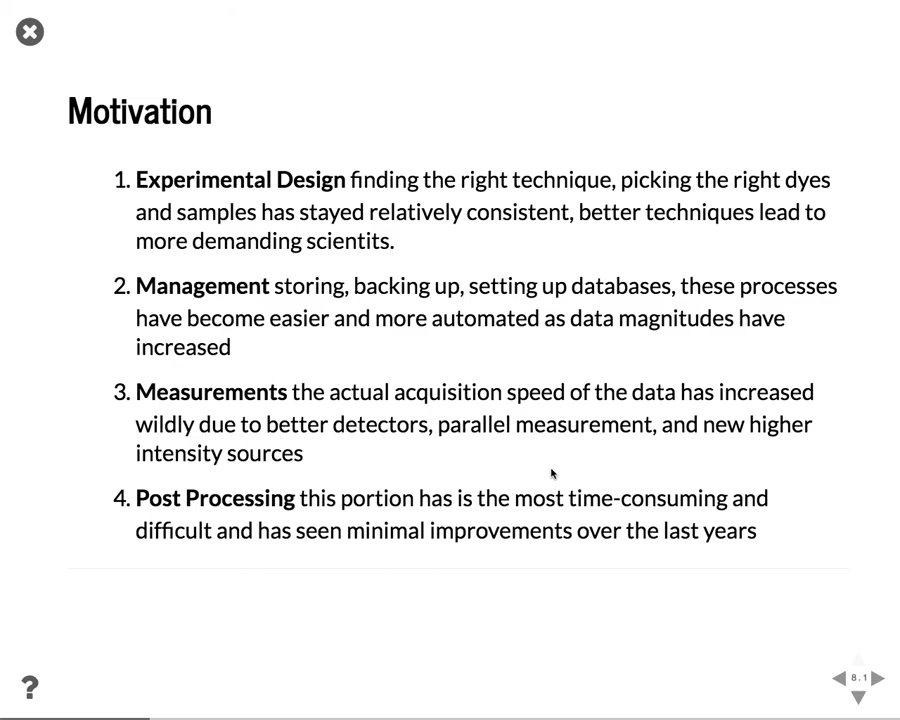 Motivation
1. Experimental Design finding the right technique, picking the right dyes
and samples has stayed relatively consistent, better techniques lead to
more demanding scientits.
2. Management storing, backing up, setting up databases, these processes
have become easier and more automated as data magnitudes have
increased
3. Measurements the actual acquisition speed of the data has increased
wildly due to better detectors, parallel measurement, and new higher
intensity sources
4. Post Processing this portion has is the most time-consuming and
difficult and has seen minimal improvements over the last years
?
8.1